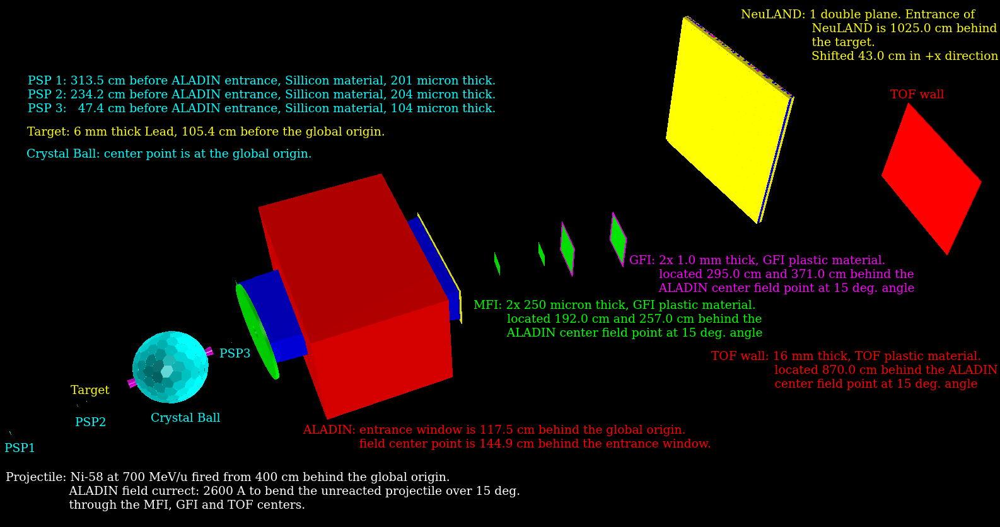 NeuLAND: 1 double plane. Entrance of
NeuLAND is 1025.0 cm behind
the target.
Shifted 43.0 cm in +x direction
PSP 1: 313.5 cm before ALADIN entrance, Sillicon material, 201 micron thick.
PSP 2: 234.2 cm before ALADIN entrance, Sillicon material, 204 micron thick.
PSP 3: 47.4 cm before ALADIN entrance, Sillicon material, 104 micron thick.
TOF wall
Target: 6 mm thick Lead, 105.4 cm before the global origin.
Crystal Ball: center point is at the global origin.
GFI: 2x 1.0 mm thick, GFI plastic material.
located 295.0 cm and 371.0 cm behind the
ALADIN center field point at 15 deg. angle
MFI: 2x 250 micron thick, GFI plastic material.
located 192.0 cm and 257.0 cm behind the
ALADIN center field point at 15 deg. angle
PSP3
TOF wall: 16 mm thick, TOF plastic material.
located 870.0 cm behind the ALADIN
center field point at 15 deg. angle
Target
Crystal Ball
PSP2
ALADIN: entrance window is 117.5 cm behind the global origin.
field center point is 144.9 cm behind the entrance window.
PSP1
Projectile: Ni-58 at 700 MeV/u fired from 400 cm behind the global origin.
ALADIN field currect: 2600 A to bend the unreacted projectile over 15 deg.
through the MFI, GFI and TOF centers.